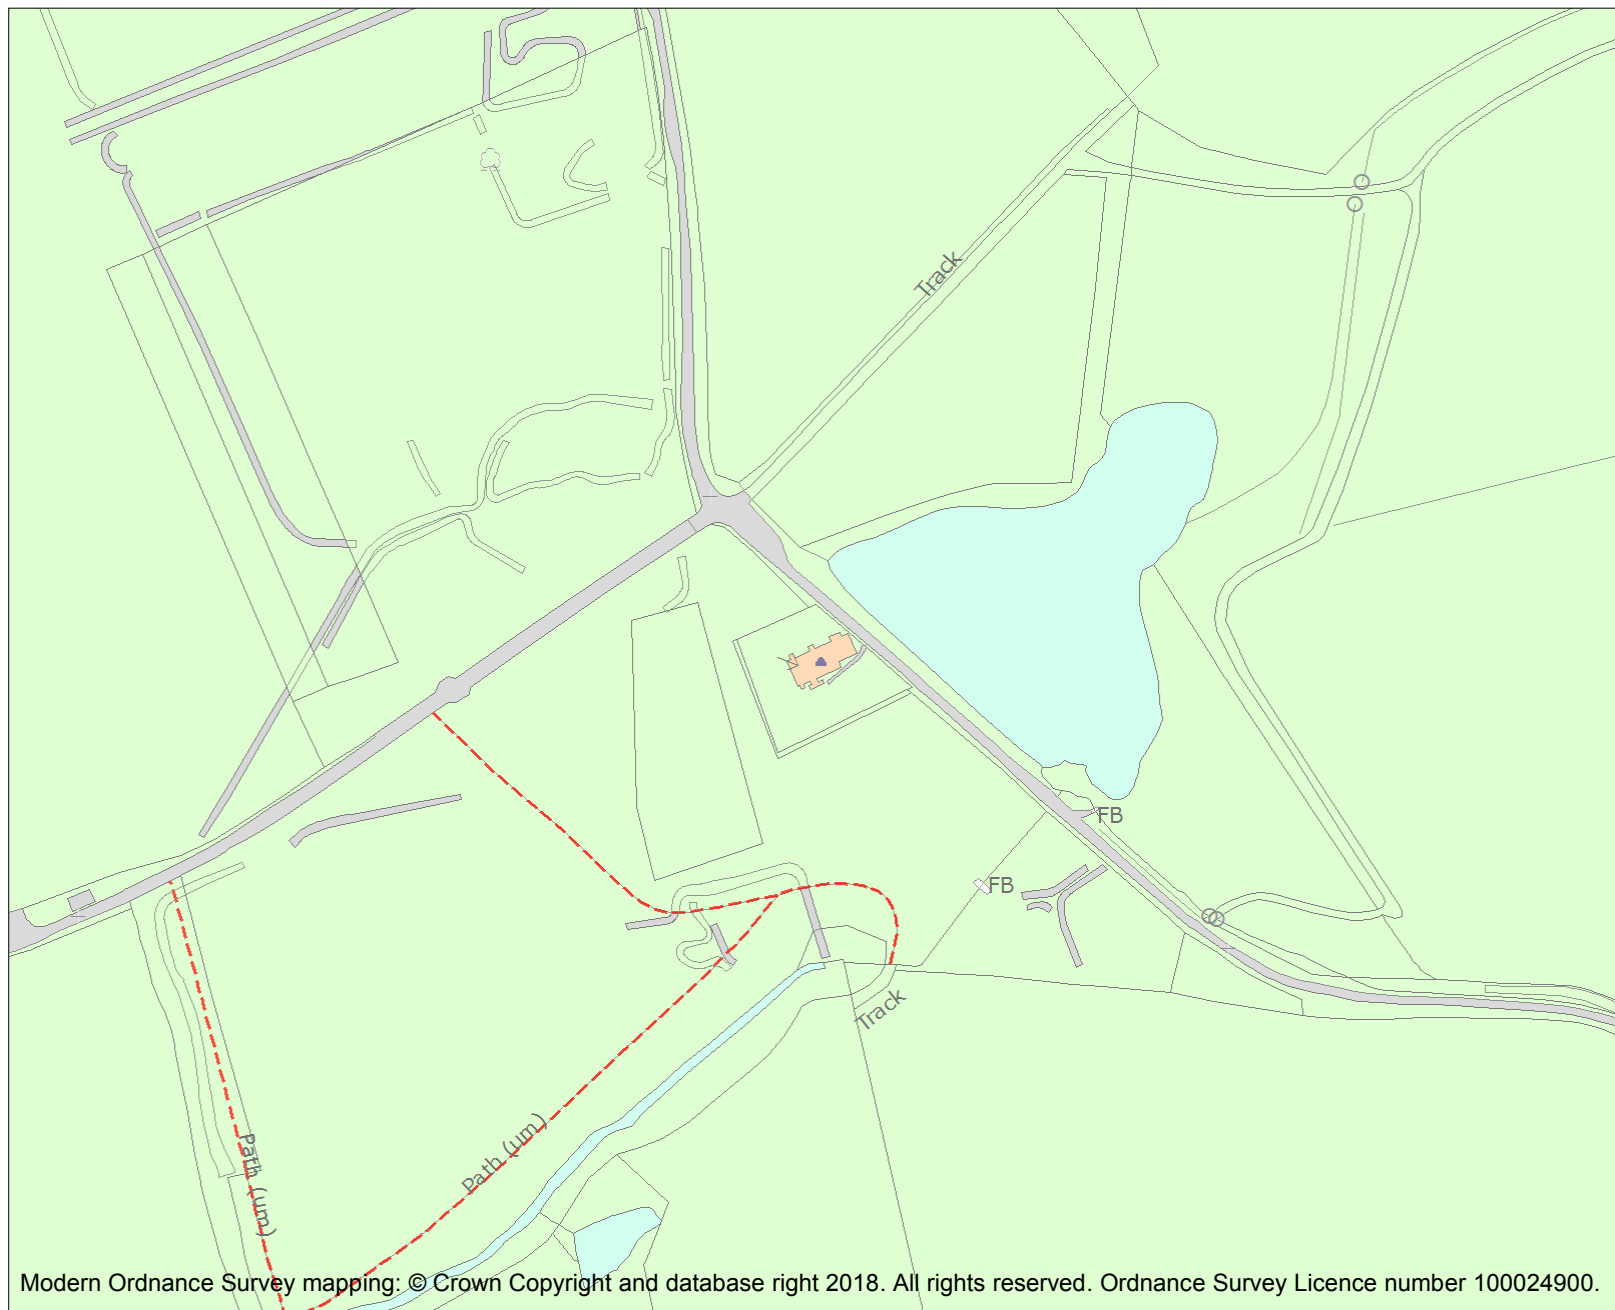 Track
FB
FB
Track
Path (um)
Path (um)
Modern Ordnance Survey mapping: © Crown Copyright and database right 2018. All rights reserved. Ordnance Survey Licence number 100024900.